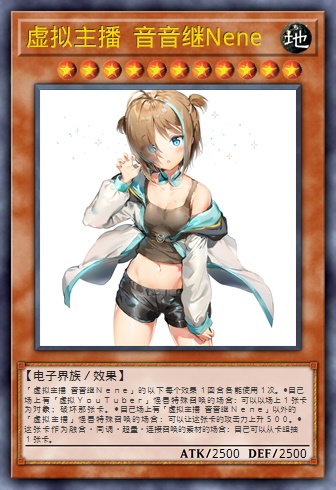 虚拟主播 音音继Nene
地
【电子界族/效果】
「虚拟主播 音音继Nene」的以下每个效果1回合各能使用1次。●自己
场上有「虚拟YouTuber」怪兽特殊召唤的场合：可以以场上1张卡
为对象；破坏那张卡。●自己场上有「虚拟主播 音音继Nene」以外的
「虚拟主播」怪兽特殊召唤的场合：可以让这张卡的攻击力上升500。●
这张卡作为融合·同调·超量·连接召唤的素材的场合：自己可以从卡组抽
1张卡。
ATK/2500 DEF/2500